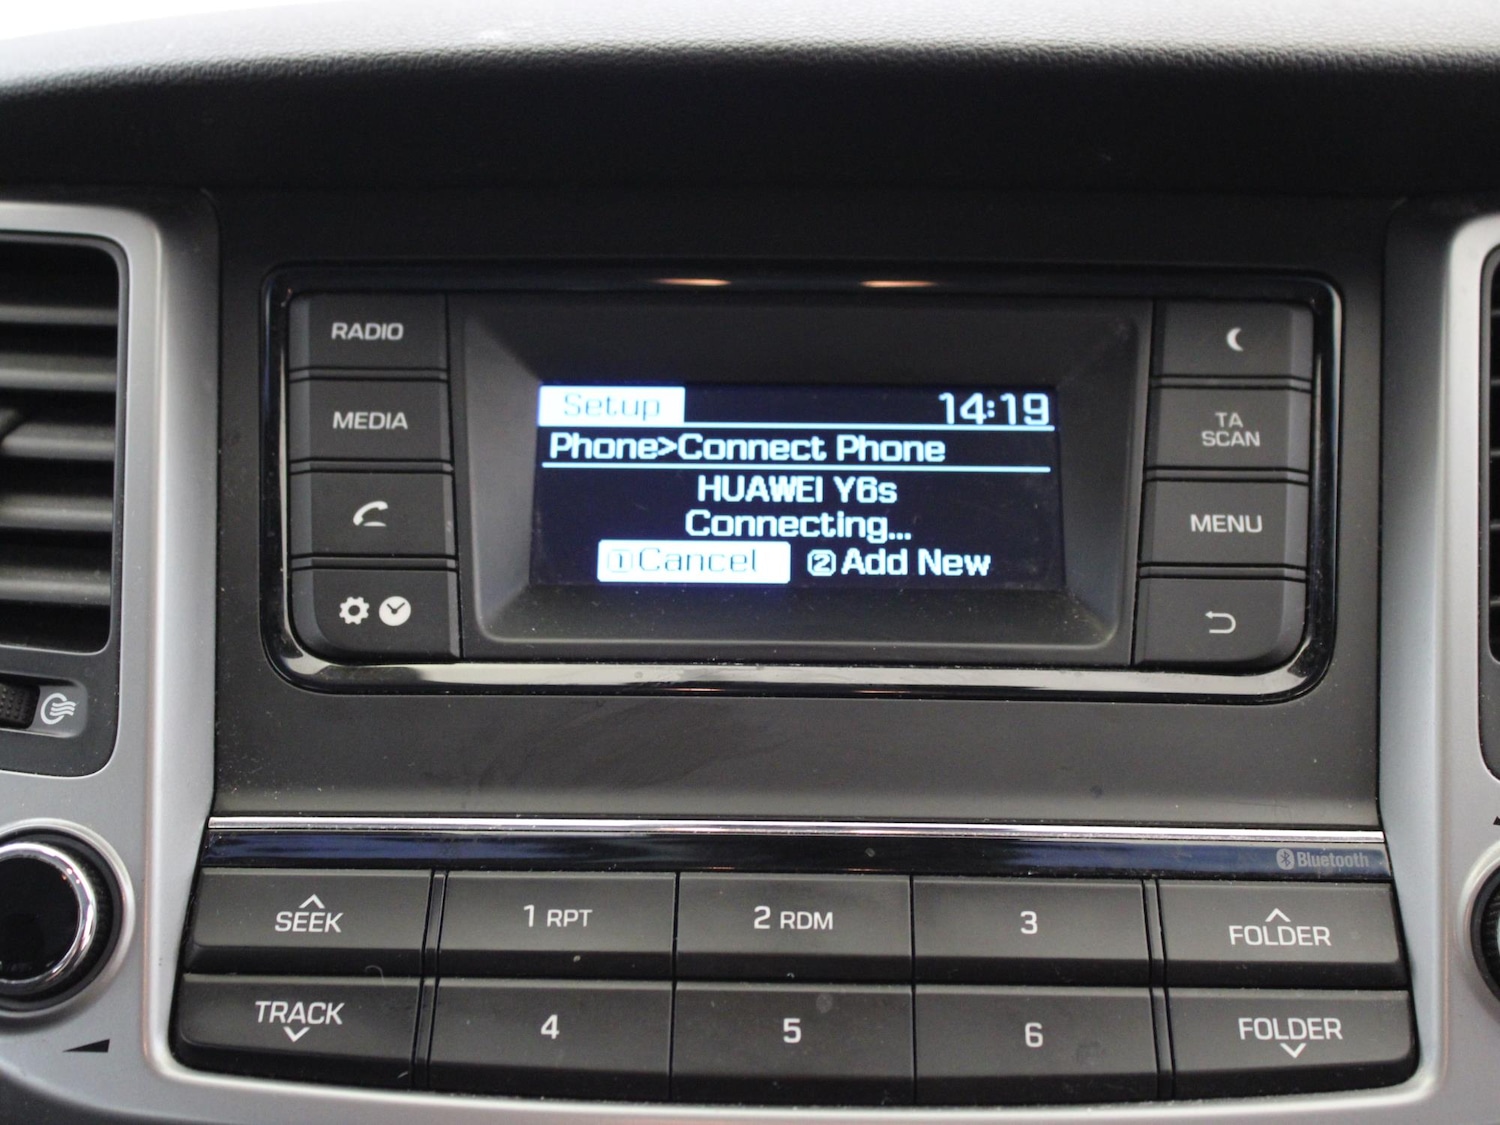 RADIO
MEDIA
Setup 14:19
Phone>Connect Phone
HUAWEI Y6s
Connecting...
1 Cancel 2 Add New
TA
SCAN
MENU
Bluetooth
SEEK
1 RPT
2 RDM
3
FOLDER
TRACK
4
5
6
FOLDER